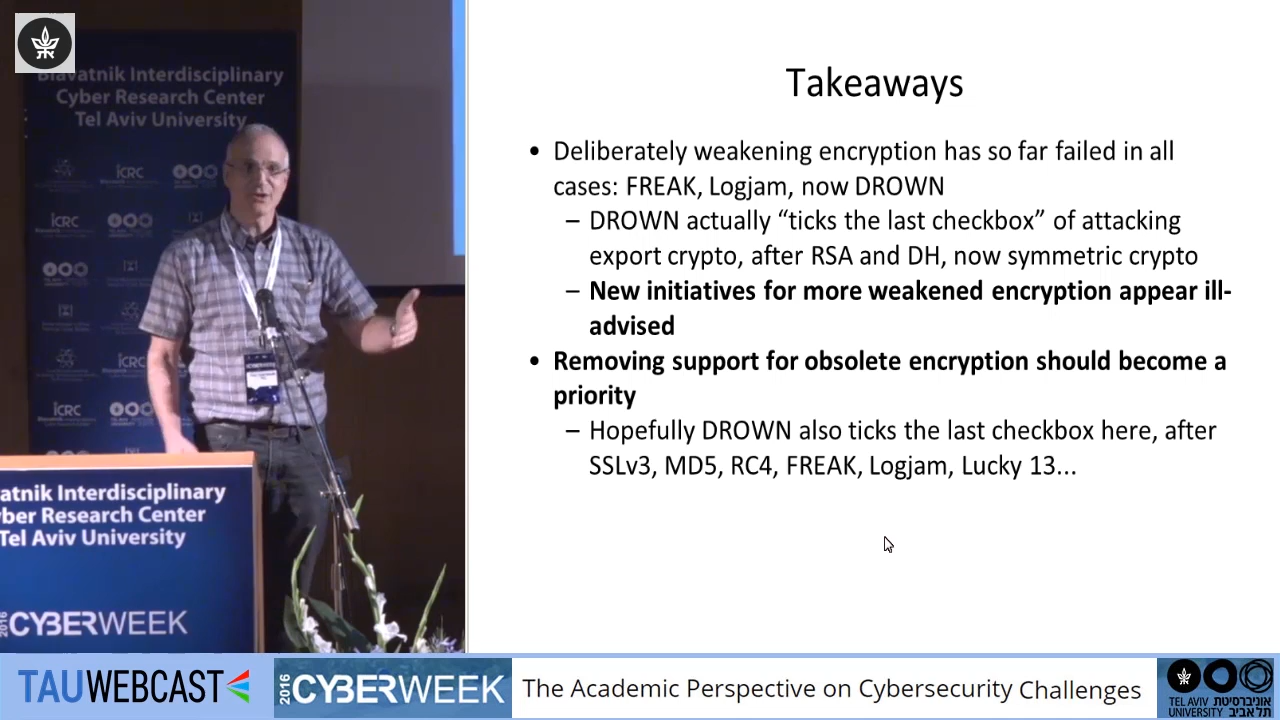 Blavatnik Interdisciplinary
Cyber Research Center
Tel Aviv University
iCRC
iCRC
iCRC
iCRC
atnik Interdisciplinary
yber Research Center
Tel Aviv University
2016 CYBERWEEK
Takeaways
• Deliberately weakening encryption has so far failed in all
cases: FREAK, Logjam, now DROWN
– DROWN actually “ticks the last checkbox” of attacking
export crypto, after RSA and DH, now symmetric crypto
– New initiatives for more weakened encryption appear ill-
advised
• Removing support for obsolete encryption should become a
priority
– Hopefully DROWN also ticks the last checkbox here, after
SSLv3, MD5, RC4, FREAK, Logjam, Lucky 13...
TAUWEBCAST
2016 CYBERWEEK
The Academic Perspective on Cybersecurity Challenges
TEL AVIV אוניברסיטת
UNIVERSITY תל אביב